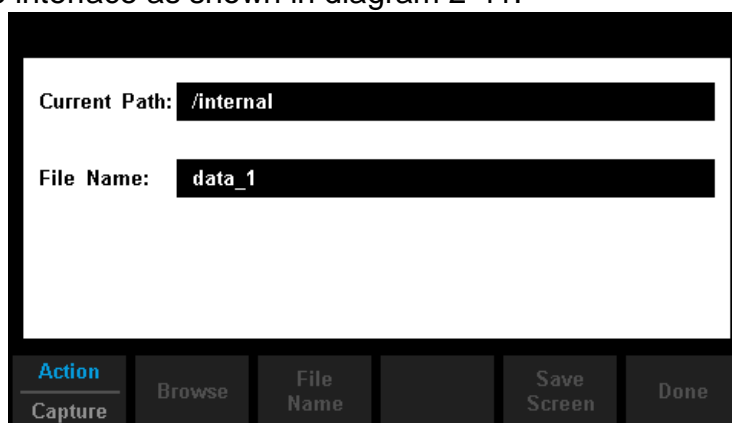 interface as shown in diagram 2-41.
Current Path: /internal
File Name: data_1
Action
Capture
Browse
File
Name
Save
Screen
Done